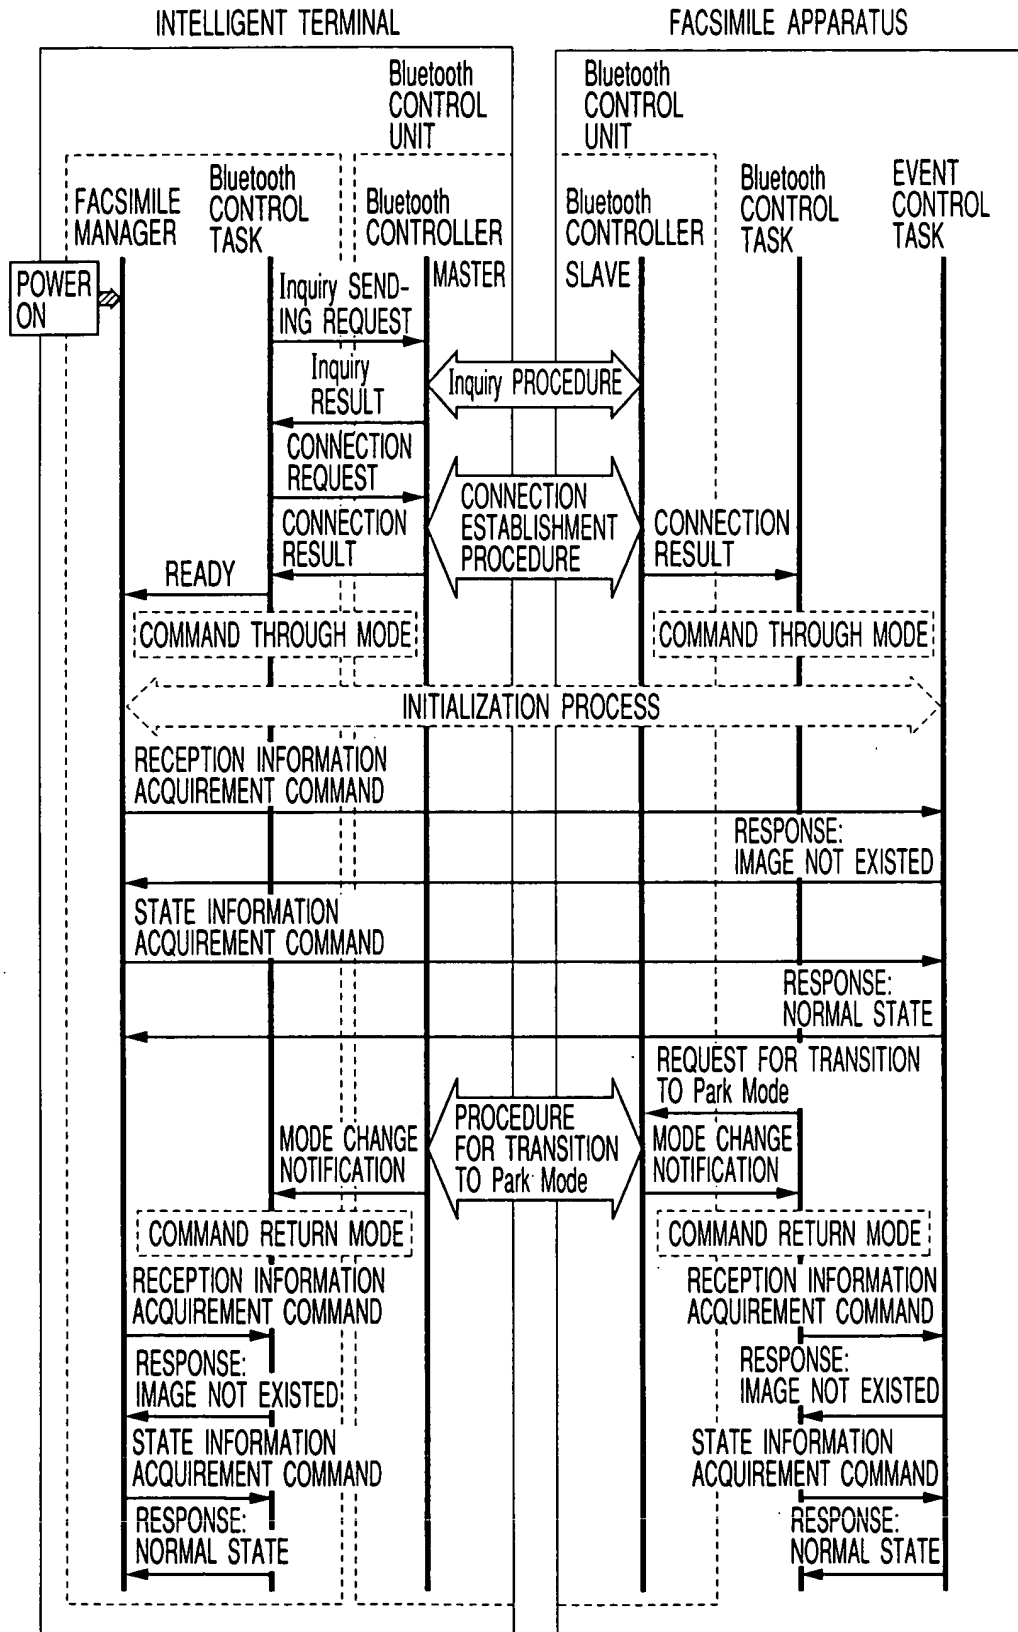 INTELLIGENT TERMINAL
FACSIMILE APPARATUS
Bluetooth
CONTROL
UNIT
Bluetooth
CONTROL
UNIT
FACSIMILE
MANAGER
Bluetooth
CONTROL
TASK
Bluetooth
CONTROLLER
Bluetooth
CONTROLLER
Bluetooth
CONTROL
TASK
EVENT
CONTROL
TASK
POWER
ON
MASTER
SLAVE
Inquiry SEND-
ING REQUEST
Inquiry PROCEDURE
Inquiry
RESULT
CONNECTION
REQUEST
CONNECTION
ESTABLISHMENT
PROCEDURE
CONNECTION
RESULT
CONNECTION
RESULT
READY
COMMAND THROUGH MODE
COMMAND THROUGH MODE
INITIALIZATION PROCESS
RECEPTION INFORMATION
ACQUIREMENT COMMAND
RESPONSE:
IMAGE NOT EXISTED
STATE INFORMATION
ACQUIREMENT COMMAND
RESPONSE:
NORMAL STATE
REQUEST FOR TRANSITION
TO Park Mode
PROCEDURE
FOR TRANSITION
TO Park Mode
MODE CHANGE
NOTIFICATION
MODE CHANGE
NOTIFICATION
COMMAND RETURN MODE
COMMAND RETURN MODE
RECEPTION INFORMATION
ACQUIREMENT COMMAND
RECEPTION INFORMATION
ACQUIREMENT COMMAND
RESPONSE:
IMAGE NOT EXISTED
RESPONSE:
IMAGE NOT EXISTED
STATE INFORMATION
ACQUIREMENT COMMAND
STATE INFORMATION
ACQUIREMENT COMMAND
RESPONSE:
NORMAL STATE
RESPONSE:
NORMAL STATE